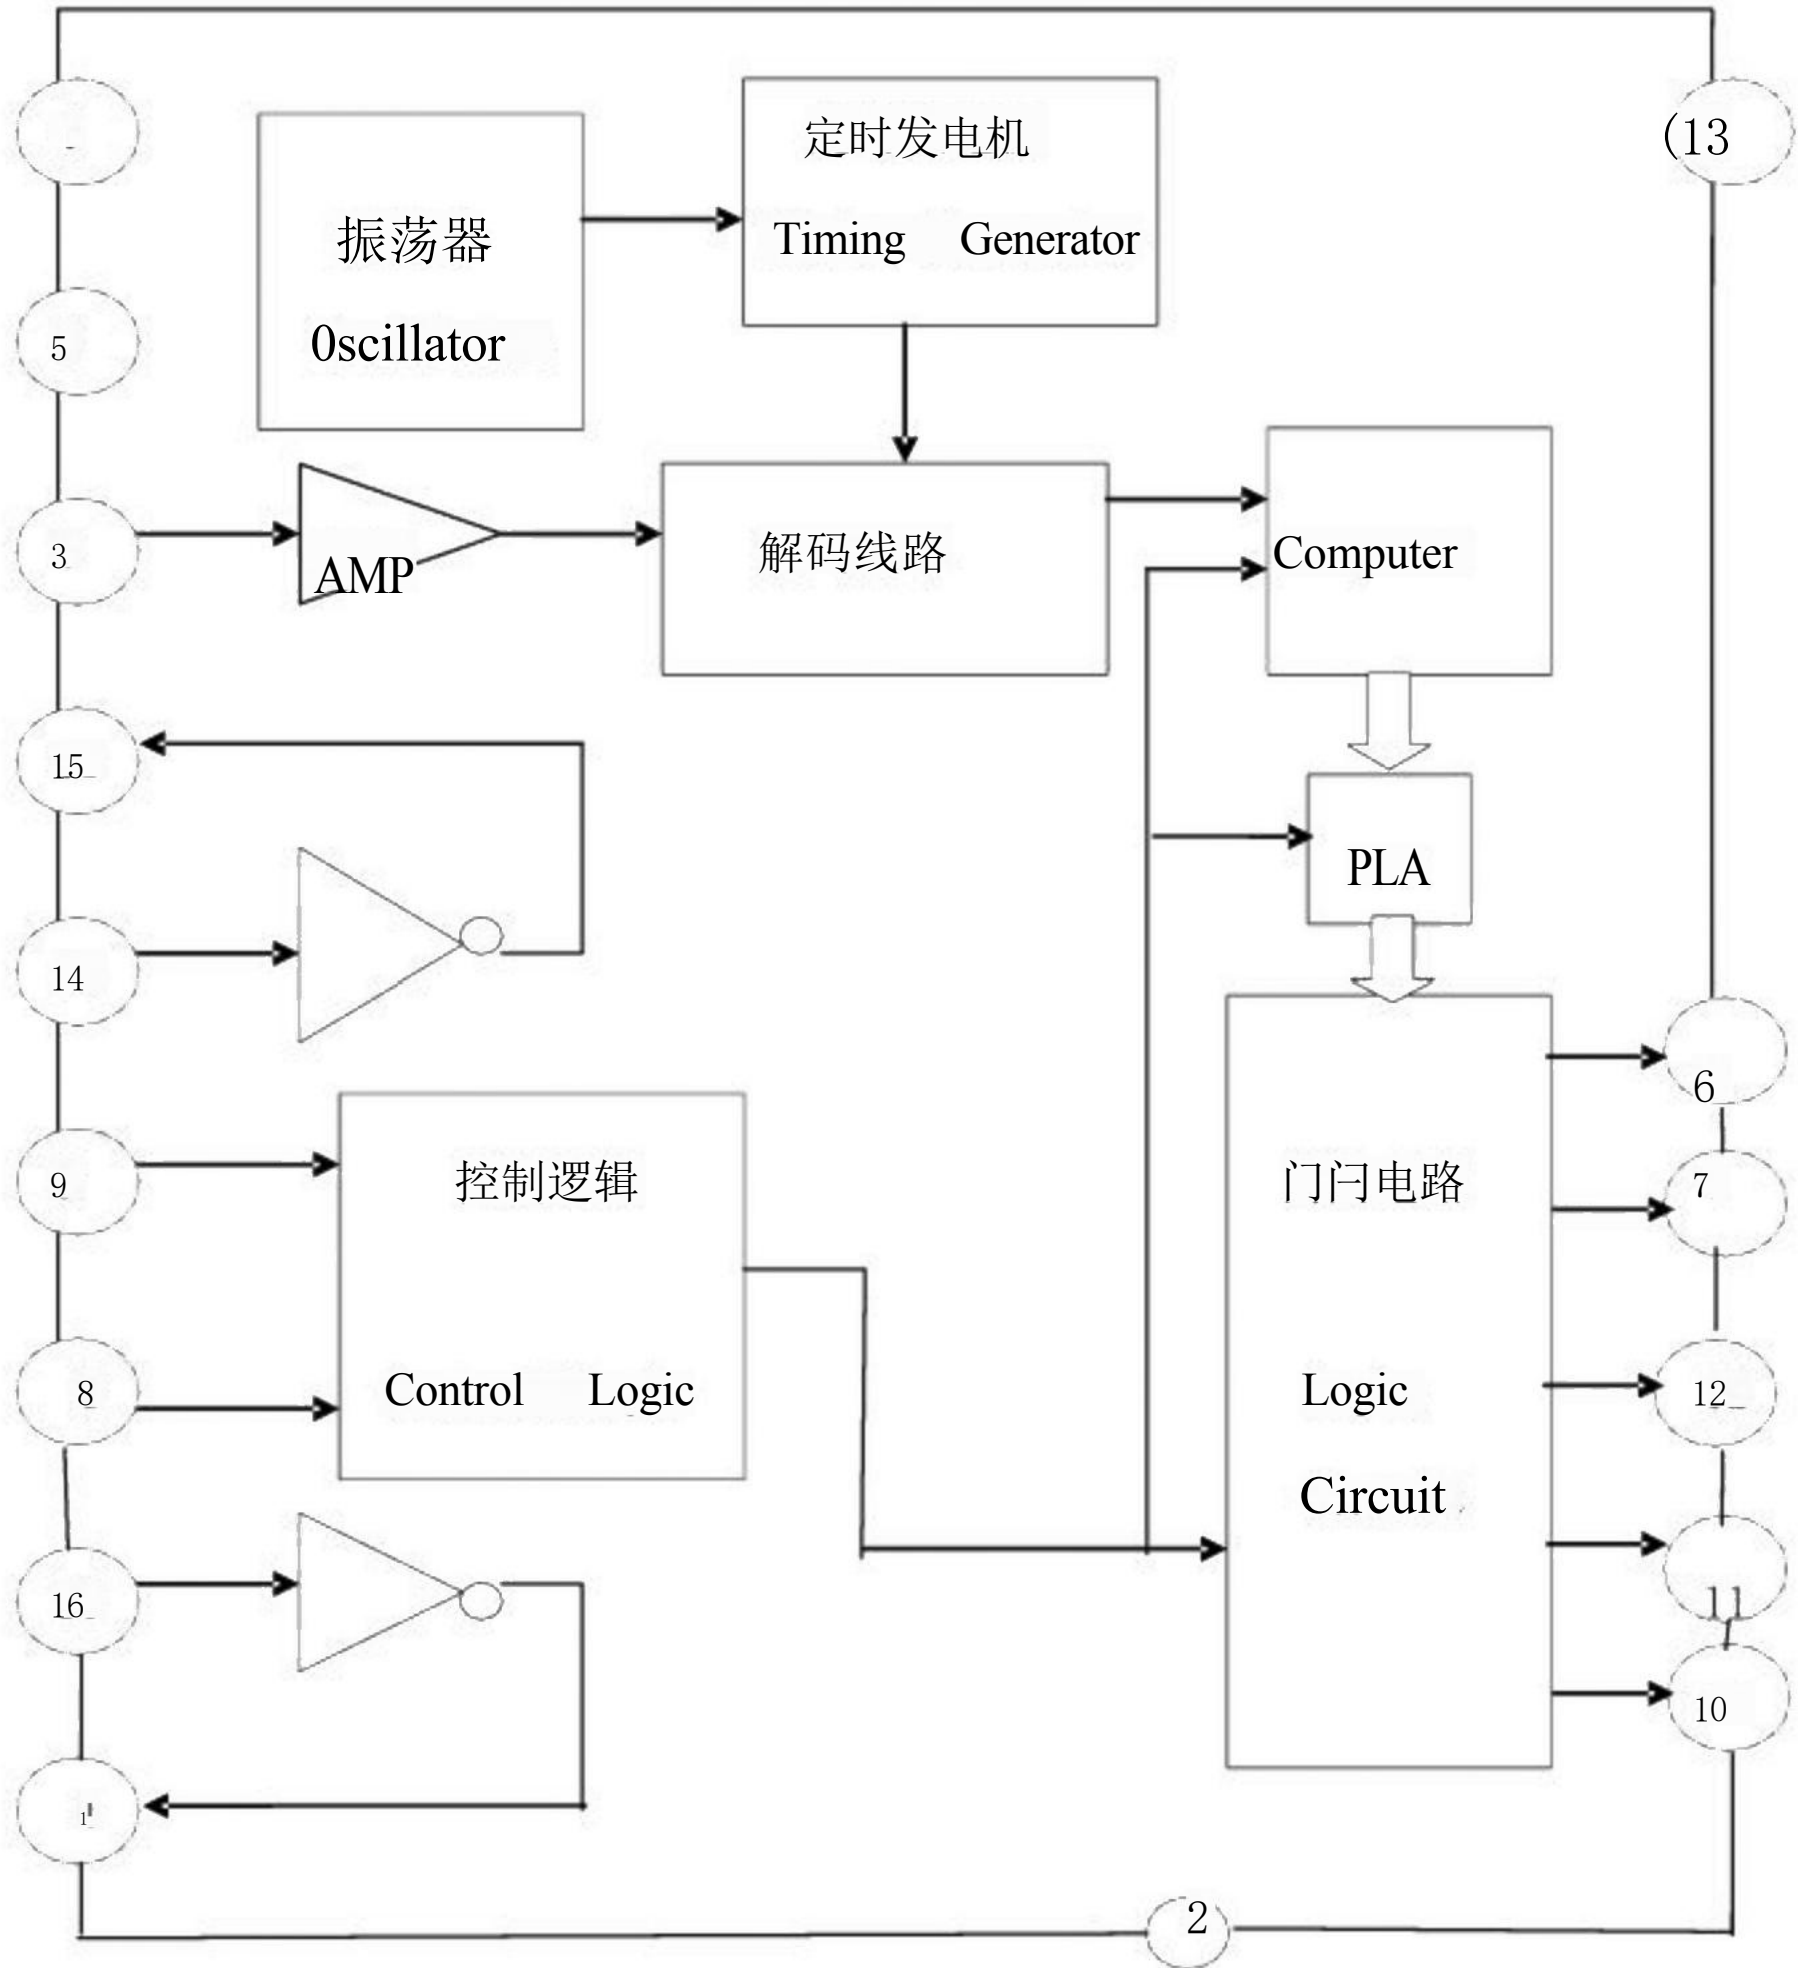 (13
定时发电机
Timing Generator
振荡器
0scillator
5
3
AMP
解码线路
Computer
15
PLA
14
6
9
控制逻辑
门闩电路
7
8
Control Logic
Logic
12
Circuit
16
11
10
1
2